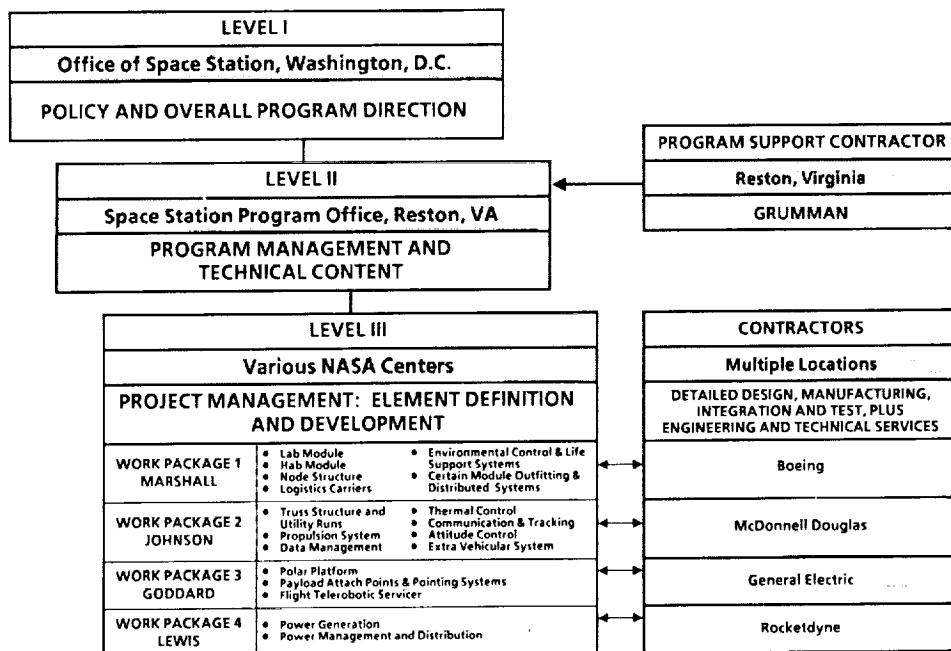 LEVEL I
Office of Space Station, Washington, D.C.
POLICY AND OVERALL PROGRAM DIRECTION
PROGRAM SUPPORT CONTRACTOR
Reston, Virginia
GRUMMAN
LEVEL II
Space Station Program Office, Reston, VA
PROGRAM MANAGEMENT AND
TECHNICAL CONTENT
LEVEL III
Various NASA Centers
PROJECT MANAGEMENT: ELEMENT DEFINITION
AND DEVELOPMENT
CONTRACTORS
Multiple Locations
DETAILED DESIGN, MANUFACTURING,
INTEGRATION AND TEST, PLUS
ENGINEERING AND TECHNICAL SERVICES
WORK PACKAGE 1
MARSHALL
• Lab Module
• Hab Module
• Node Structure
• Logistics Carriers
• Environmental Control & Life
Support Systems
• Certain Module Outfitting &
Distributed Systems
Boeing
WORK PACKAGE 2
JOHNSON
• Truss Structure and
Utility Runs
• Propulsion System
• Data Management
• Thermal Control
• Communication & Tracking
• Attitude Control
• Extra Vehicular System
McDonnell Douglas
WORK PACKAGE 3
GODDARD
• Polar Platform
• Payload Attach Points & Pointing Systems
• Flight Telerobotic Servicer
General Electric
WORK PACKAGE 4
LEWIS
• Power Generation
• Power Management and Distribution
Rocketdyne